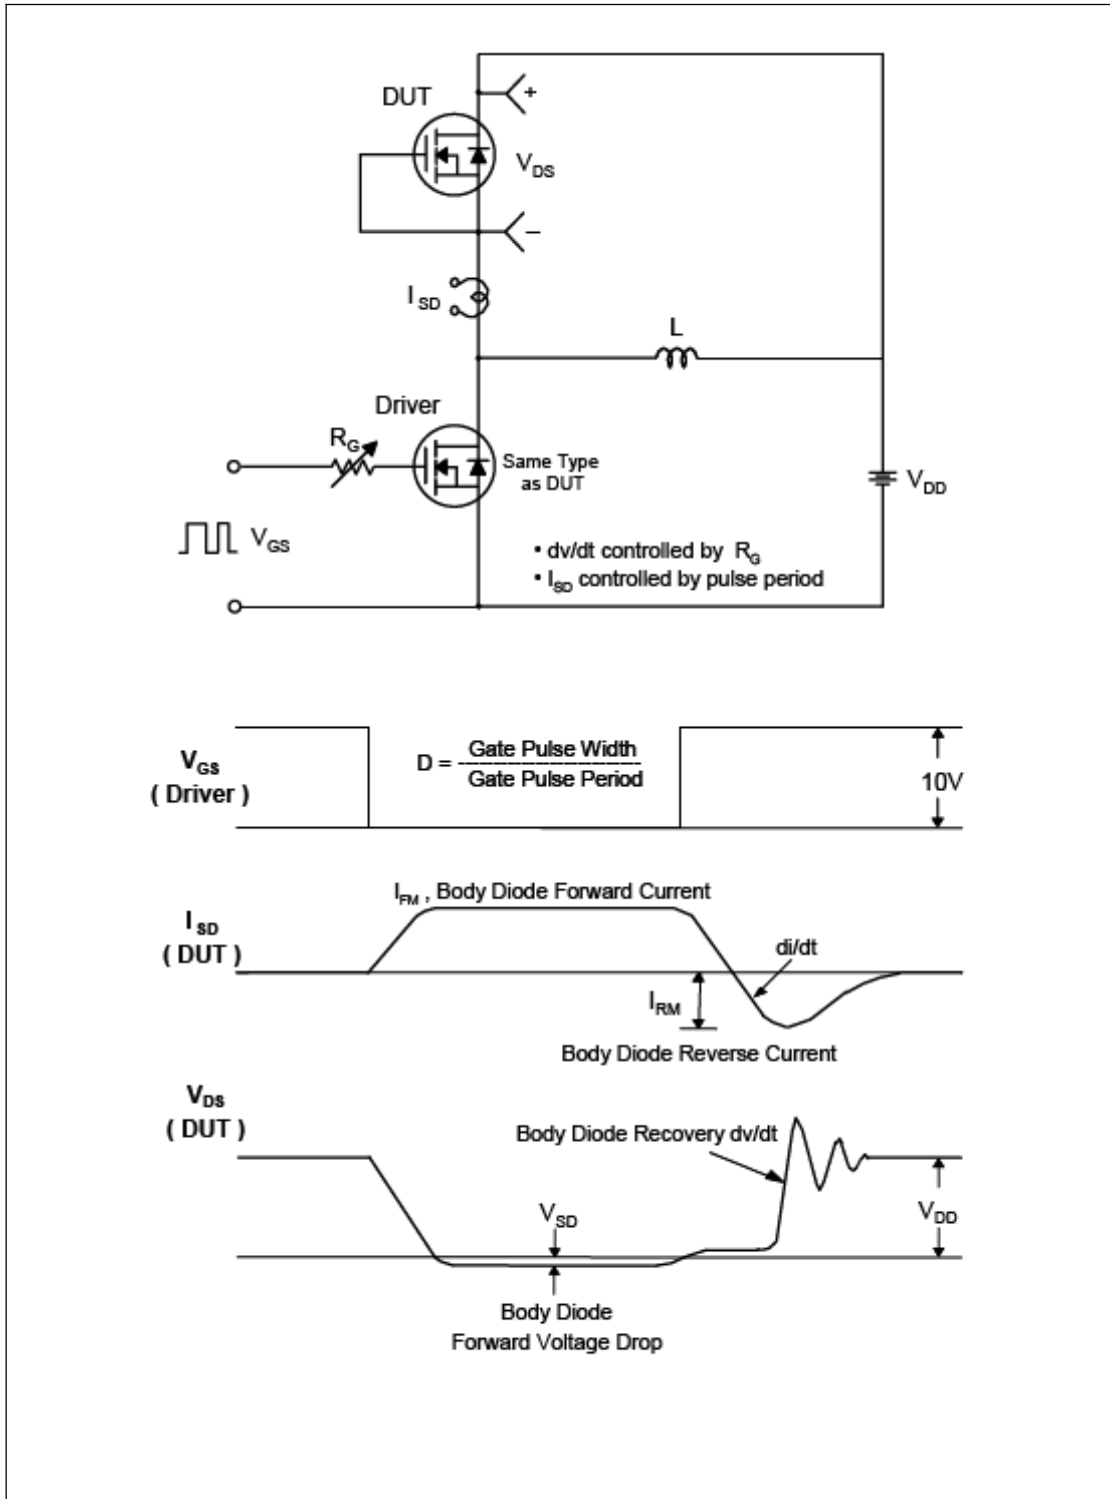 DUT
+
V_DS
−
I_SD
L
Driver
R_G
Same Type
as DUT
V_DD
V_GS
• dv/dt controlled by R_G
• I_SD controlled by pulse period
V_GS
( Driver )
D = Gate Pulse Width
Gate Pulse Period
10V
I_FM , Body Diode Forward Current
I_SD
( DUT )
di/dt
I_RM
Body Diode Reverse Current
V_DS
( DUT )
Body Diode Recovery dv/dt
V_SD
V_DD
Body Diode
Forward Voltage Drop